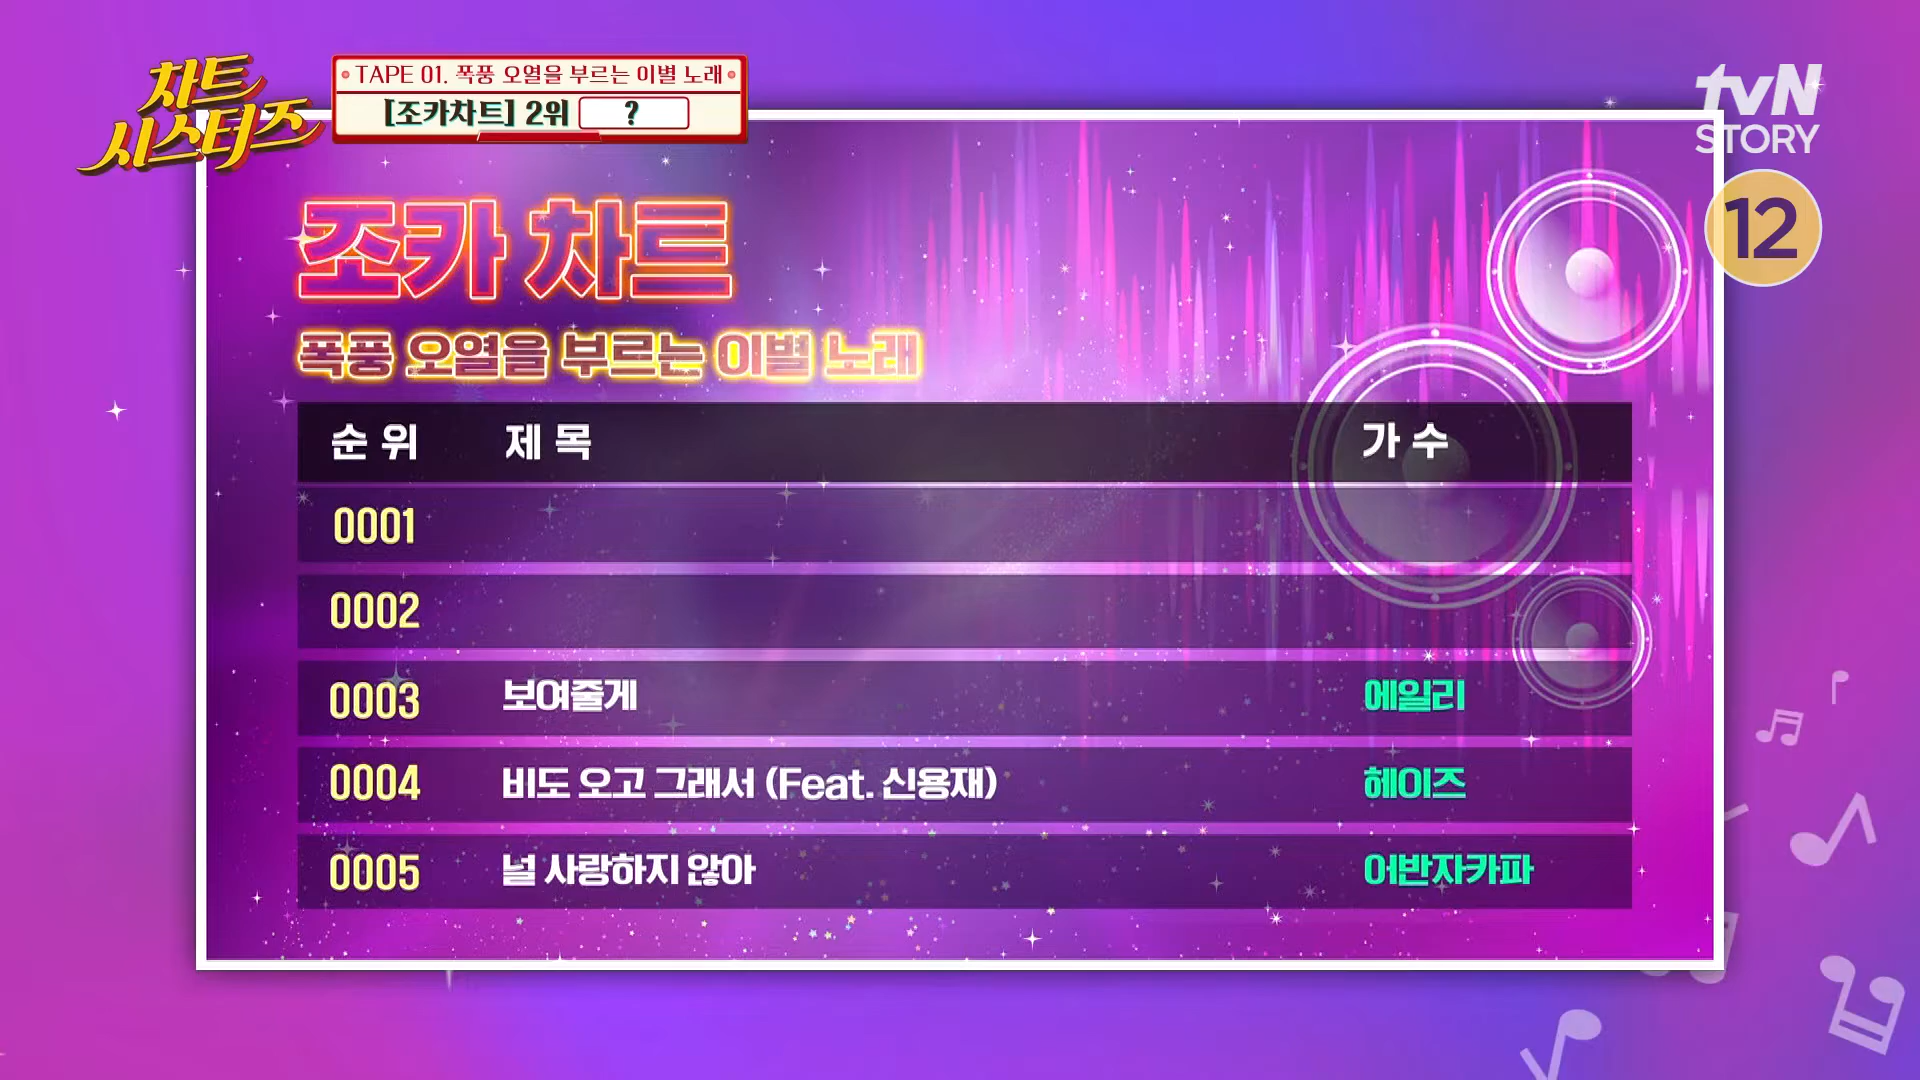 차트
시스터즈
TAPE 01. 폭풍 오열을 부르는 이별 노래
[조카차트] 2위 ?
tvN
STORY
12
조카 차트
폭풍 오열을 부르는 이별 노래
순위 제목 가수
0001
0002
0003 보여줄게 에일리
0004 비도 오고 그래서 (Feat. 신용재) 헤이즈
0005 널 사랑하지 않아 어반자카파